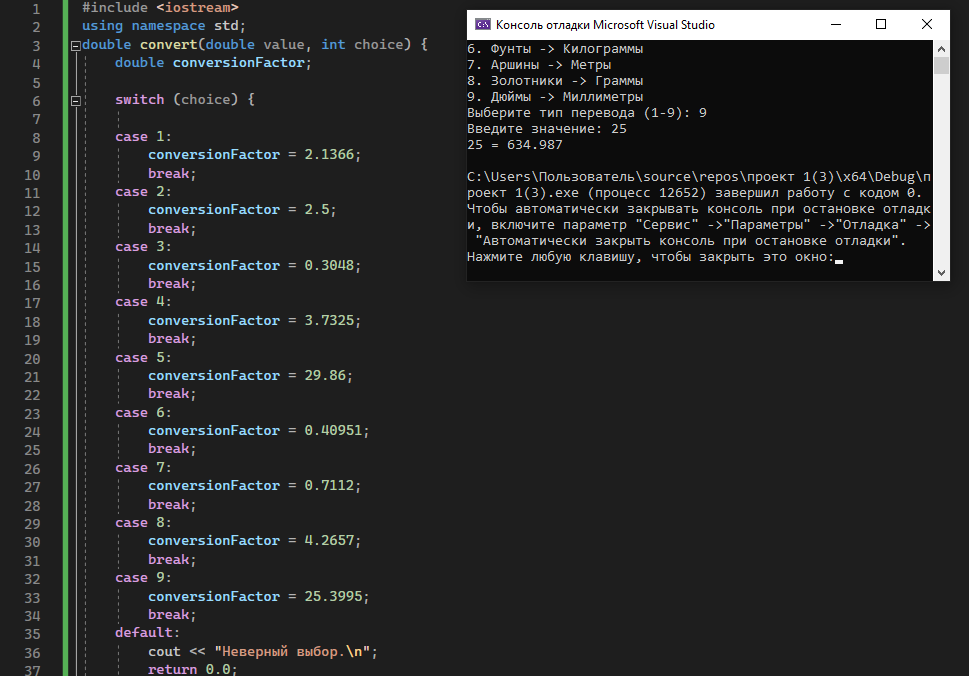 1 #include <iostream>
2 using namespace std;
3 double convert(double value, int choice) {
4 double conversionFactor;
5
6 switch (choice) {
7
8 case 1:
9 conversionFactor = 2.1366;
10 break;
11 case 2:
12 conversionFactor = 2.5;
13 break;
14 case 3:
15 conversionFactor = 0.3048;
16 break;
17 case 4:
18 conversionFactor = 3.7325;
19 break;
20 case 5:
21 conversionFactor = 29.86;
22 break;
23 case 6:
24 conversionFactor = 0.40951;
25 break;
26 case 7:
27 conversionFactor = 0.7112;
28 break;
29 case 8:
30 conversionFactor = 4.2657;
31 break;
32 case 9:
33 conversionFactor = 25.3995;
34 break;
35 default:
36 cout << "Неверный выбор.\n";
37 return 0.0;
Консоль отладки Microsoft Visual Studio
6. Фунты -> Килограммы
7. Аршины -> Метры
8. Золотники -> Граммы
9. Дюймы -> Миллиметры
Выберите тип перевода (1-9): 9
Введите значение: 25
25 = 634.987
C:\Users\Пользователь\source\repos\проект 1(3)\x64\Debug\п
роект 1(3).exe (процесс 12652) завершил работу с кодом 0.
Чтобы автоматически закрывать консоль при остановке отладк
и, включите параметр "Сервис" ->"Параметры" ->"Отладка" ->
"Автоматически закрыть консоль при остановке отладки".
Нажмите любую клавишу, чтобы закрыть это окно: